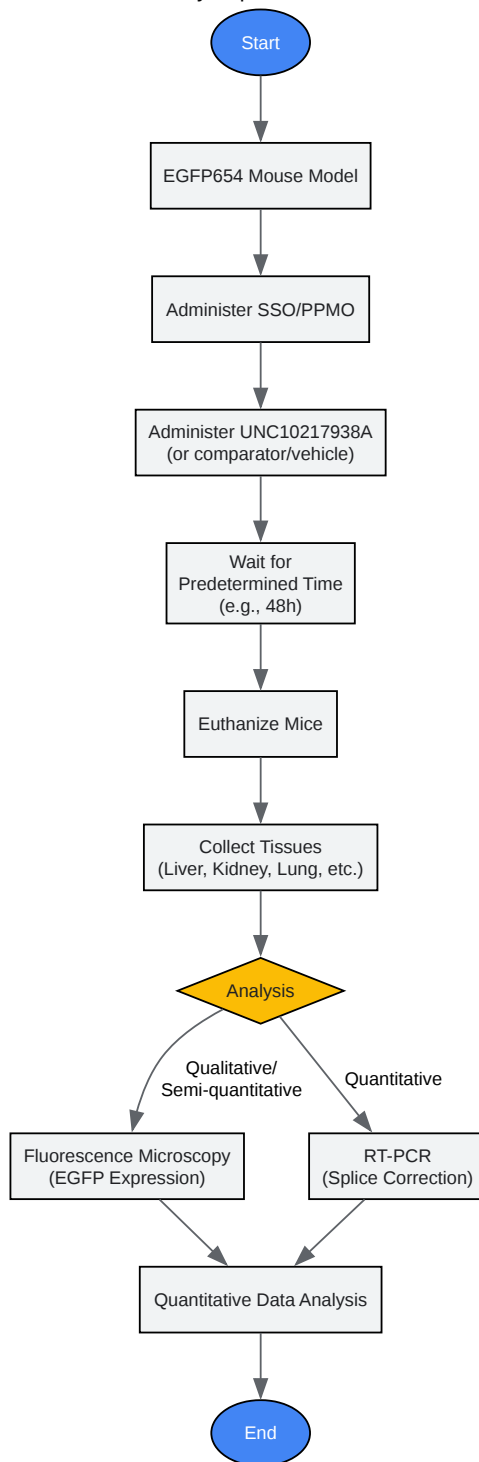 Start
EGFP654 Mouse Model
Administer SSO/PPMO
Administer UNC10217938A
(or comparator/vehicle)
Wait for
Predetermined Time
(e.g., 48h)
Euthanize Mice
Collect Tissues
(Liver, Kidney, Lung, etc.)
Analysis
Qualitative/
Semi-quantitative
Quantitative
Fluorescence Microscopy
(EGFP Expression)
RT-PCR
(Splice Correction)
Quantitative Data Analysis
End